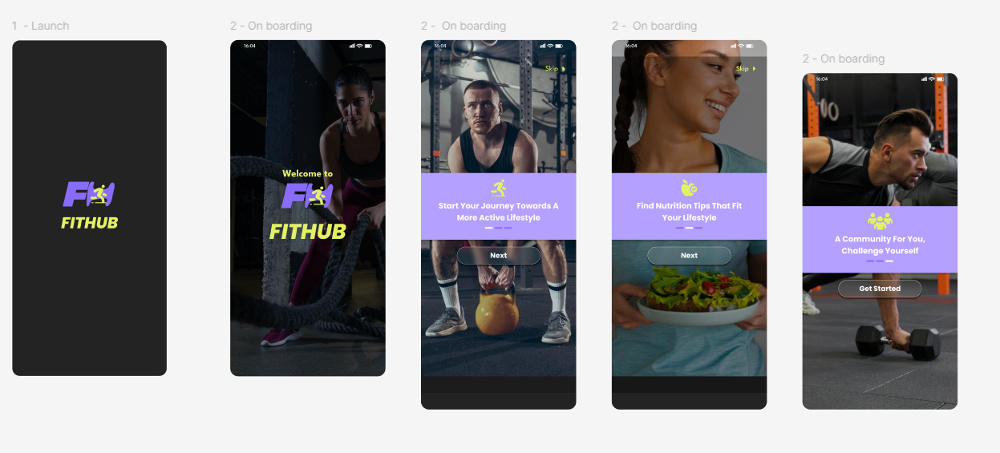 1 - Launch
FH
FITHUB
2 - On boarding
16:04
Welcome to
FH
FITHUB
2 - On boarding
16:04
Skip
Start Your Journey Towards A
More Active Lifestyle
Next
2 - On boarding
16:04
Skip
Find Nutrition Tips That Fit
Your Lifestyle
Next
2 - On boarding
16:04
A Community For You,
Challenge Yourself
Get Started